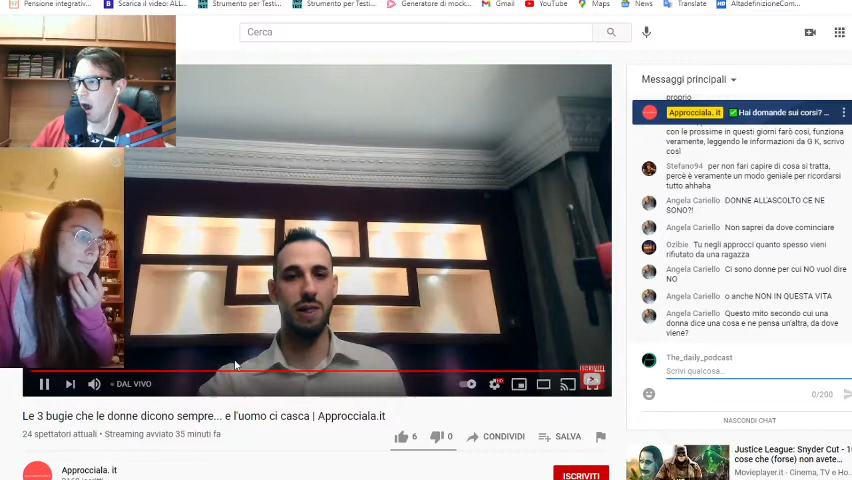 Pensione integrativ...
Scarica il video: ALL...
Strumento per Testi...
Strumento per Testi...
Generatore di mock...
Gmail
YouTube
Maps
News
Translate
AltadefinizioneCom...
Cerca
Messaggi principali
proprio
Approcciala. it ✅ Hai domande sui corsi? ...
con le prossime in questi giorni farò così, funziona
veramente, leggendo le informazioni da G K, scrivo
così
Stefano94 per non fari capire di cosa si tratta,
percè è veramente un modo geniale per ricordarsi
tutto ahhaha
Angela Cariello DONNE ALL'ASCOLTO CE NE
SONO?!
Angela Cariello Non saprei da dove cominciare
Ozibie Tu negli approcci quanto spesso vieni
rifiutato da una ragazza
Angela Cariello Ci sono donne per cui NO vuol dire
NO
Angela Cariello o anche NON IN QUESTA VITA
Angela Cariello Questo mito secondo cui una
donna dice una cosa e ne pensa un'altra, da dove
viene?
The_daily_podcast
Scrivi qualcosa...
0/200
NASCONDI CHAT
ISCRIVITI
DAL VIVO
HD
Le 3 bugie che le donne dicono sempre... e l'uomo ci casca | Approcciala.it
24 spettatori attuali • Streaming avviato 35 minuti fa
6
0
CONDIVIDI
SALVA
Approcciala. it
ISCRIVITI
Justice League: Snyder Cut - 1
cose che (forse) non avete...
Movieplayer.it - Cinema, TV e Ho..